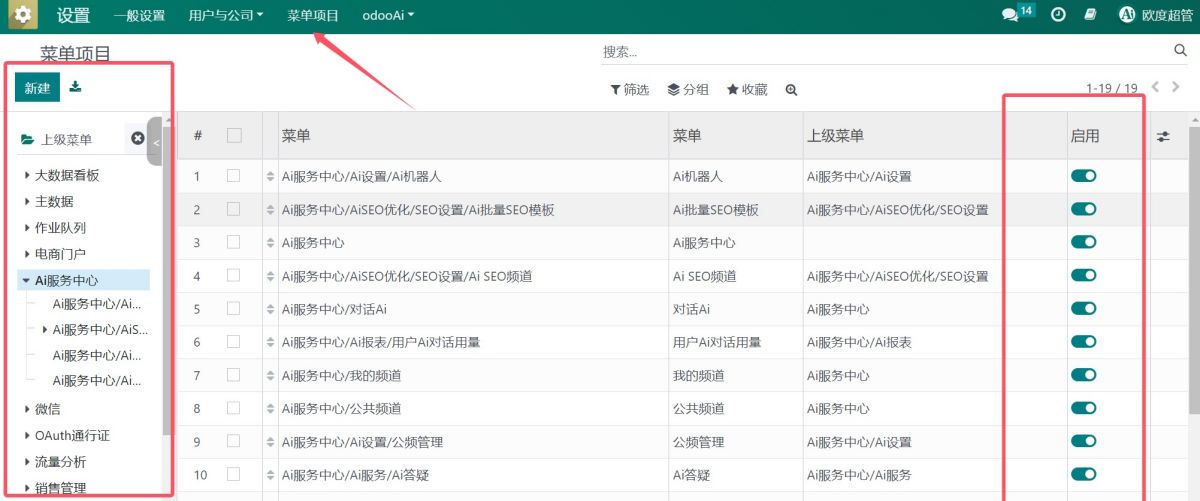 设置 一般设置 用户与公司 菜单项目 odooAi 14 Ai 欧度超管
菜单项目 搜索...
新建 筛选 分组 收藏 1-19 / 19
上级菜单
大数据看板
主数据
作业队列
电商门户
Ai服务中心
Ai服务中心/Ai...
Ai服务中心/AiS...
Ai服务中心/Ai...
Ai服务中心/Ai...
微信
OAuth通行证
流量分析
销售管理
# 菜单 菜单 上级菜单 启用
1 Ai服务中心/Ai设置/Ai机器人 Ai机器人 Ai服务中心/Ai设置
2 Ai服务中心/AiSEO优化/SEO设置/Ai批量SEO模板 Ai批量SEO模板 Ai服务中心/AiSEO优化/SEO设置
3 Ai服务中心 Ai服务中心
4 Ai服务中心/AiSEO优化/SEO设置/Ai SEO频道 Ai SEO频道 Ai服务中心/AiSEO优化/SEO设置
5 Ai服务中心/对话Ai 对话Ai Ai服务中心
6 Ai服务中心/Ai报表/用户Ai对话用量 用户Ai对话用量 Ai服务中心/Ai报表
7 Ai服务中心/我的频道 我的频道 Ai服务中心
8 Ai服务中心/公共频道 公共频道 Ai服务中心
9 Ai服务中心/Ai设置/公频管理 公频管理 Ai服务中心/Ai设置
10 Ai服务中心/Ai服务/Ai答疑 Ai答疑 Ai服务中心/Ai服务